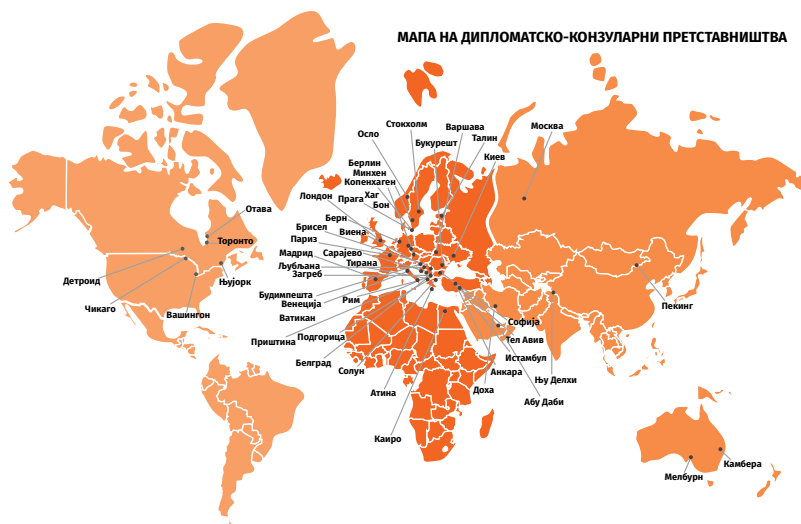 МАПА НА ДИПЛОМАТСКО-КОНЗУЛАРНИ ПРЕТСТАВНИШТВА
Стокхолм
Варшава
Москва
Осло
Букурешт
Талин
Киев
Берлин
Минхен
Копенхаген
Хаг
Лондон
Прага
Бон
Отава
Берн
Брисел
Виена
Торонто
Париз
Мадрид
Сарајево
Љубљана
Тирана
Загреб
Детроид
Њујорк
Будимпешта
Рим
Венеција
Чикаго
Вашингон
Ватикан
Пекинг
Софија
Приштина
Подгорица
Тел Авив
Белград
Истамбул
Солун
Анкара
Њу Делхи
Атина
Доха
Абу Даби
Каиро
Камбера
Мелбурн